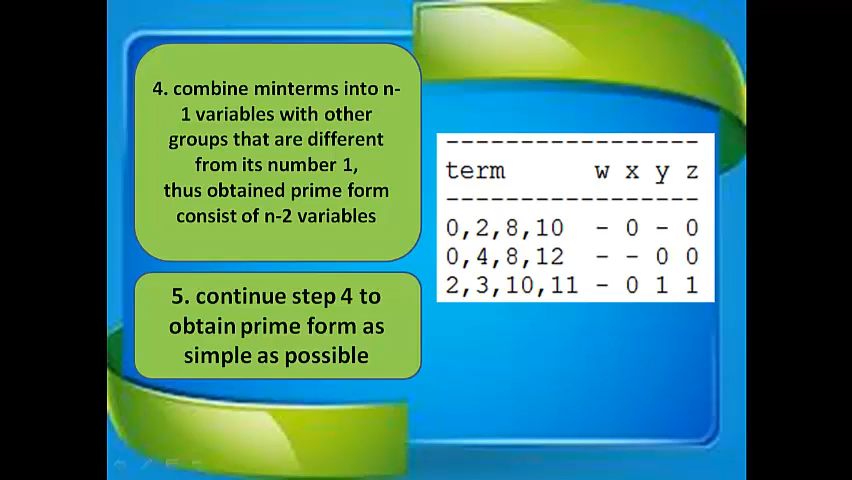 4. combine minterms into n-
1 variables with other
groups that are different
from its number 1,
thus obtained prime form
consist of n-2 variables
5. continue step 4 to
obtain prime form as
simple as possible
-----------------
term w x y z
-----------------
0,2,8,10 - 0 - 0
0,4,8,12 - - 0 0
2,3,10,11 - 0 1 1